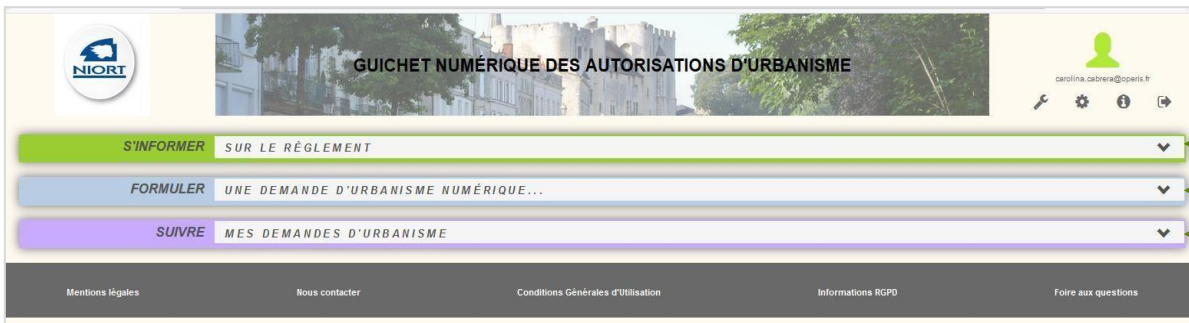 NIORT
GUICHET NUMÉRIQUE DES AUTORISATIONS D'URBANISME
carolina.cabrera@operis.fr
S'INFORMER SUR LE RÈGLEMENT
FORMULER UNE DEMANDE D'URBANISME NUMÉRIQUE...
SUIVRE MES DEMANDES D'URBANISME
Mentions légales Nous contacter Conditions Générales d'Utilisation Informations RGPD Foire aux questions